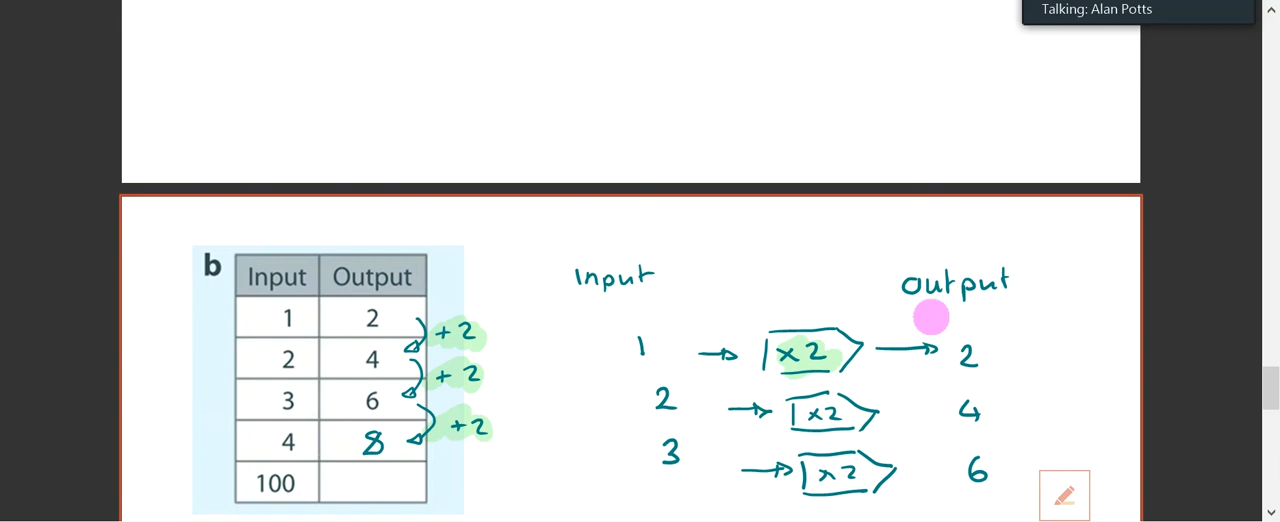 Talking: Alan Potts
b
Input Output
1 2
2 4
3 6
4 8
100
+2
+2
+2
Input Output
1 → ×2 → 2
2 → ×2 4
3 → ×2 6